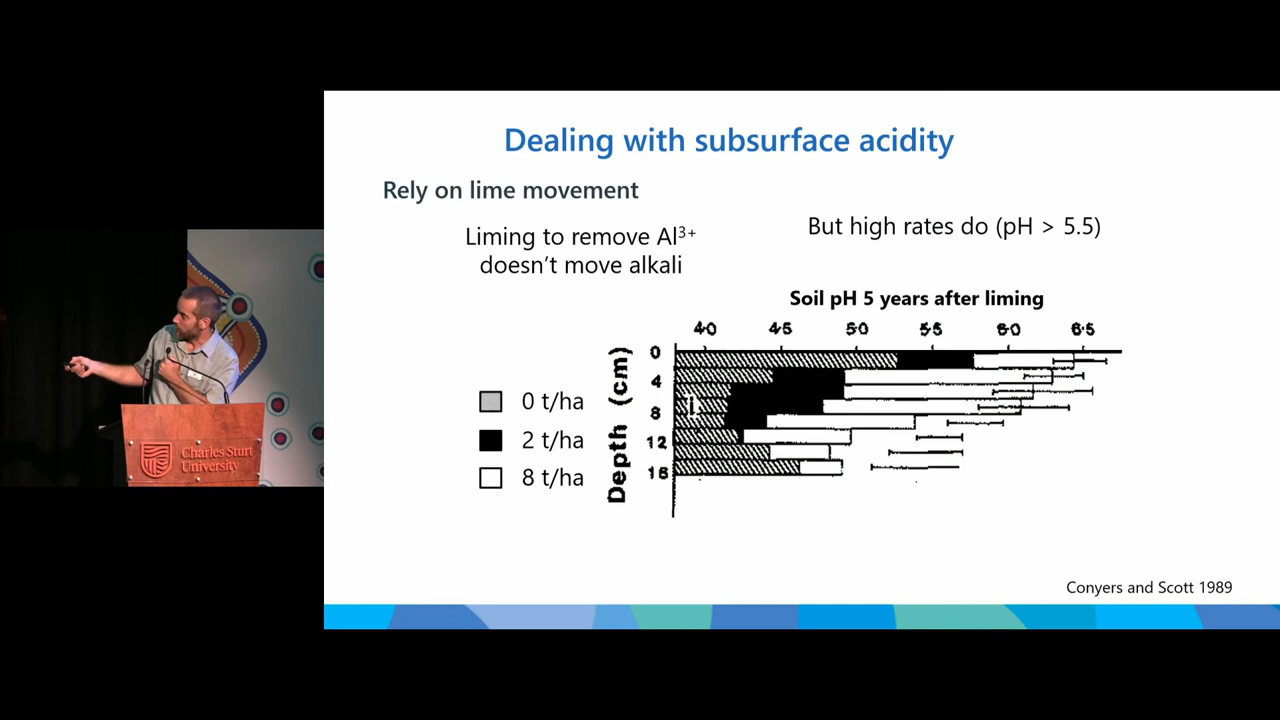 Dealing with subsurface acidity
Rely on lime movement
Liming to remove Al³⁺
doesn't move alkali
But high rates do (pH > 5.5)
Soil pH 5 years after liming
4·0 4·5 5·0 5·5 6·0 6·5
0
4
8
12
16
Depth (cm)
0 t/ha
2 t/ha
8 t/ha
Conyers and Scott 1989
Charles Sturt
University